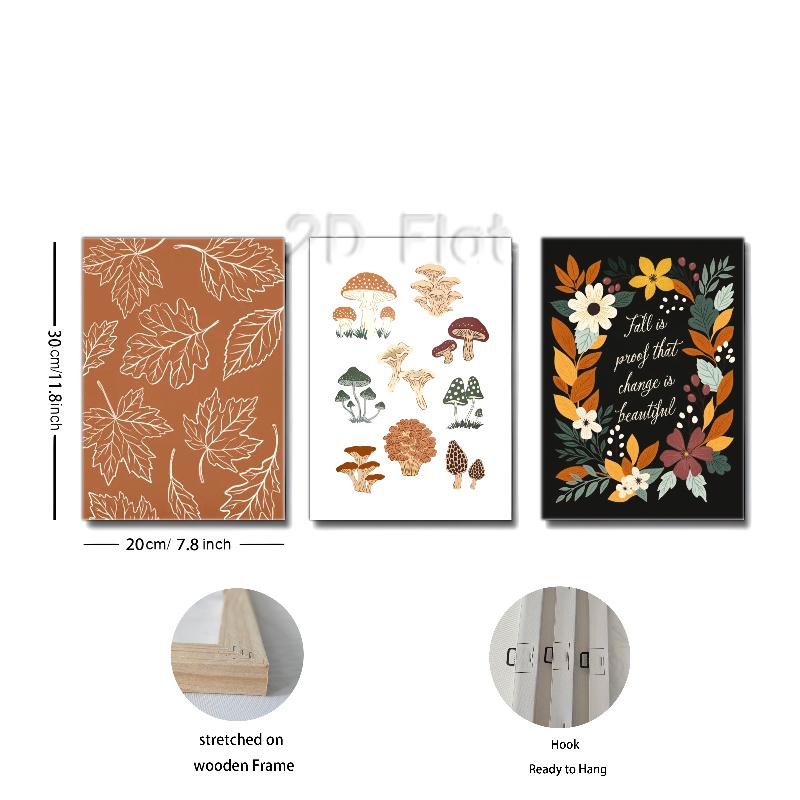 2D Flat
Fall is
proof that
change is
beautiful
30cm/11.8inch
20cm/ 7.8 inch
stretched on
wooden Frame
Hook
Ready to Hang